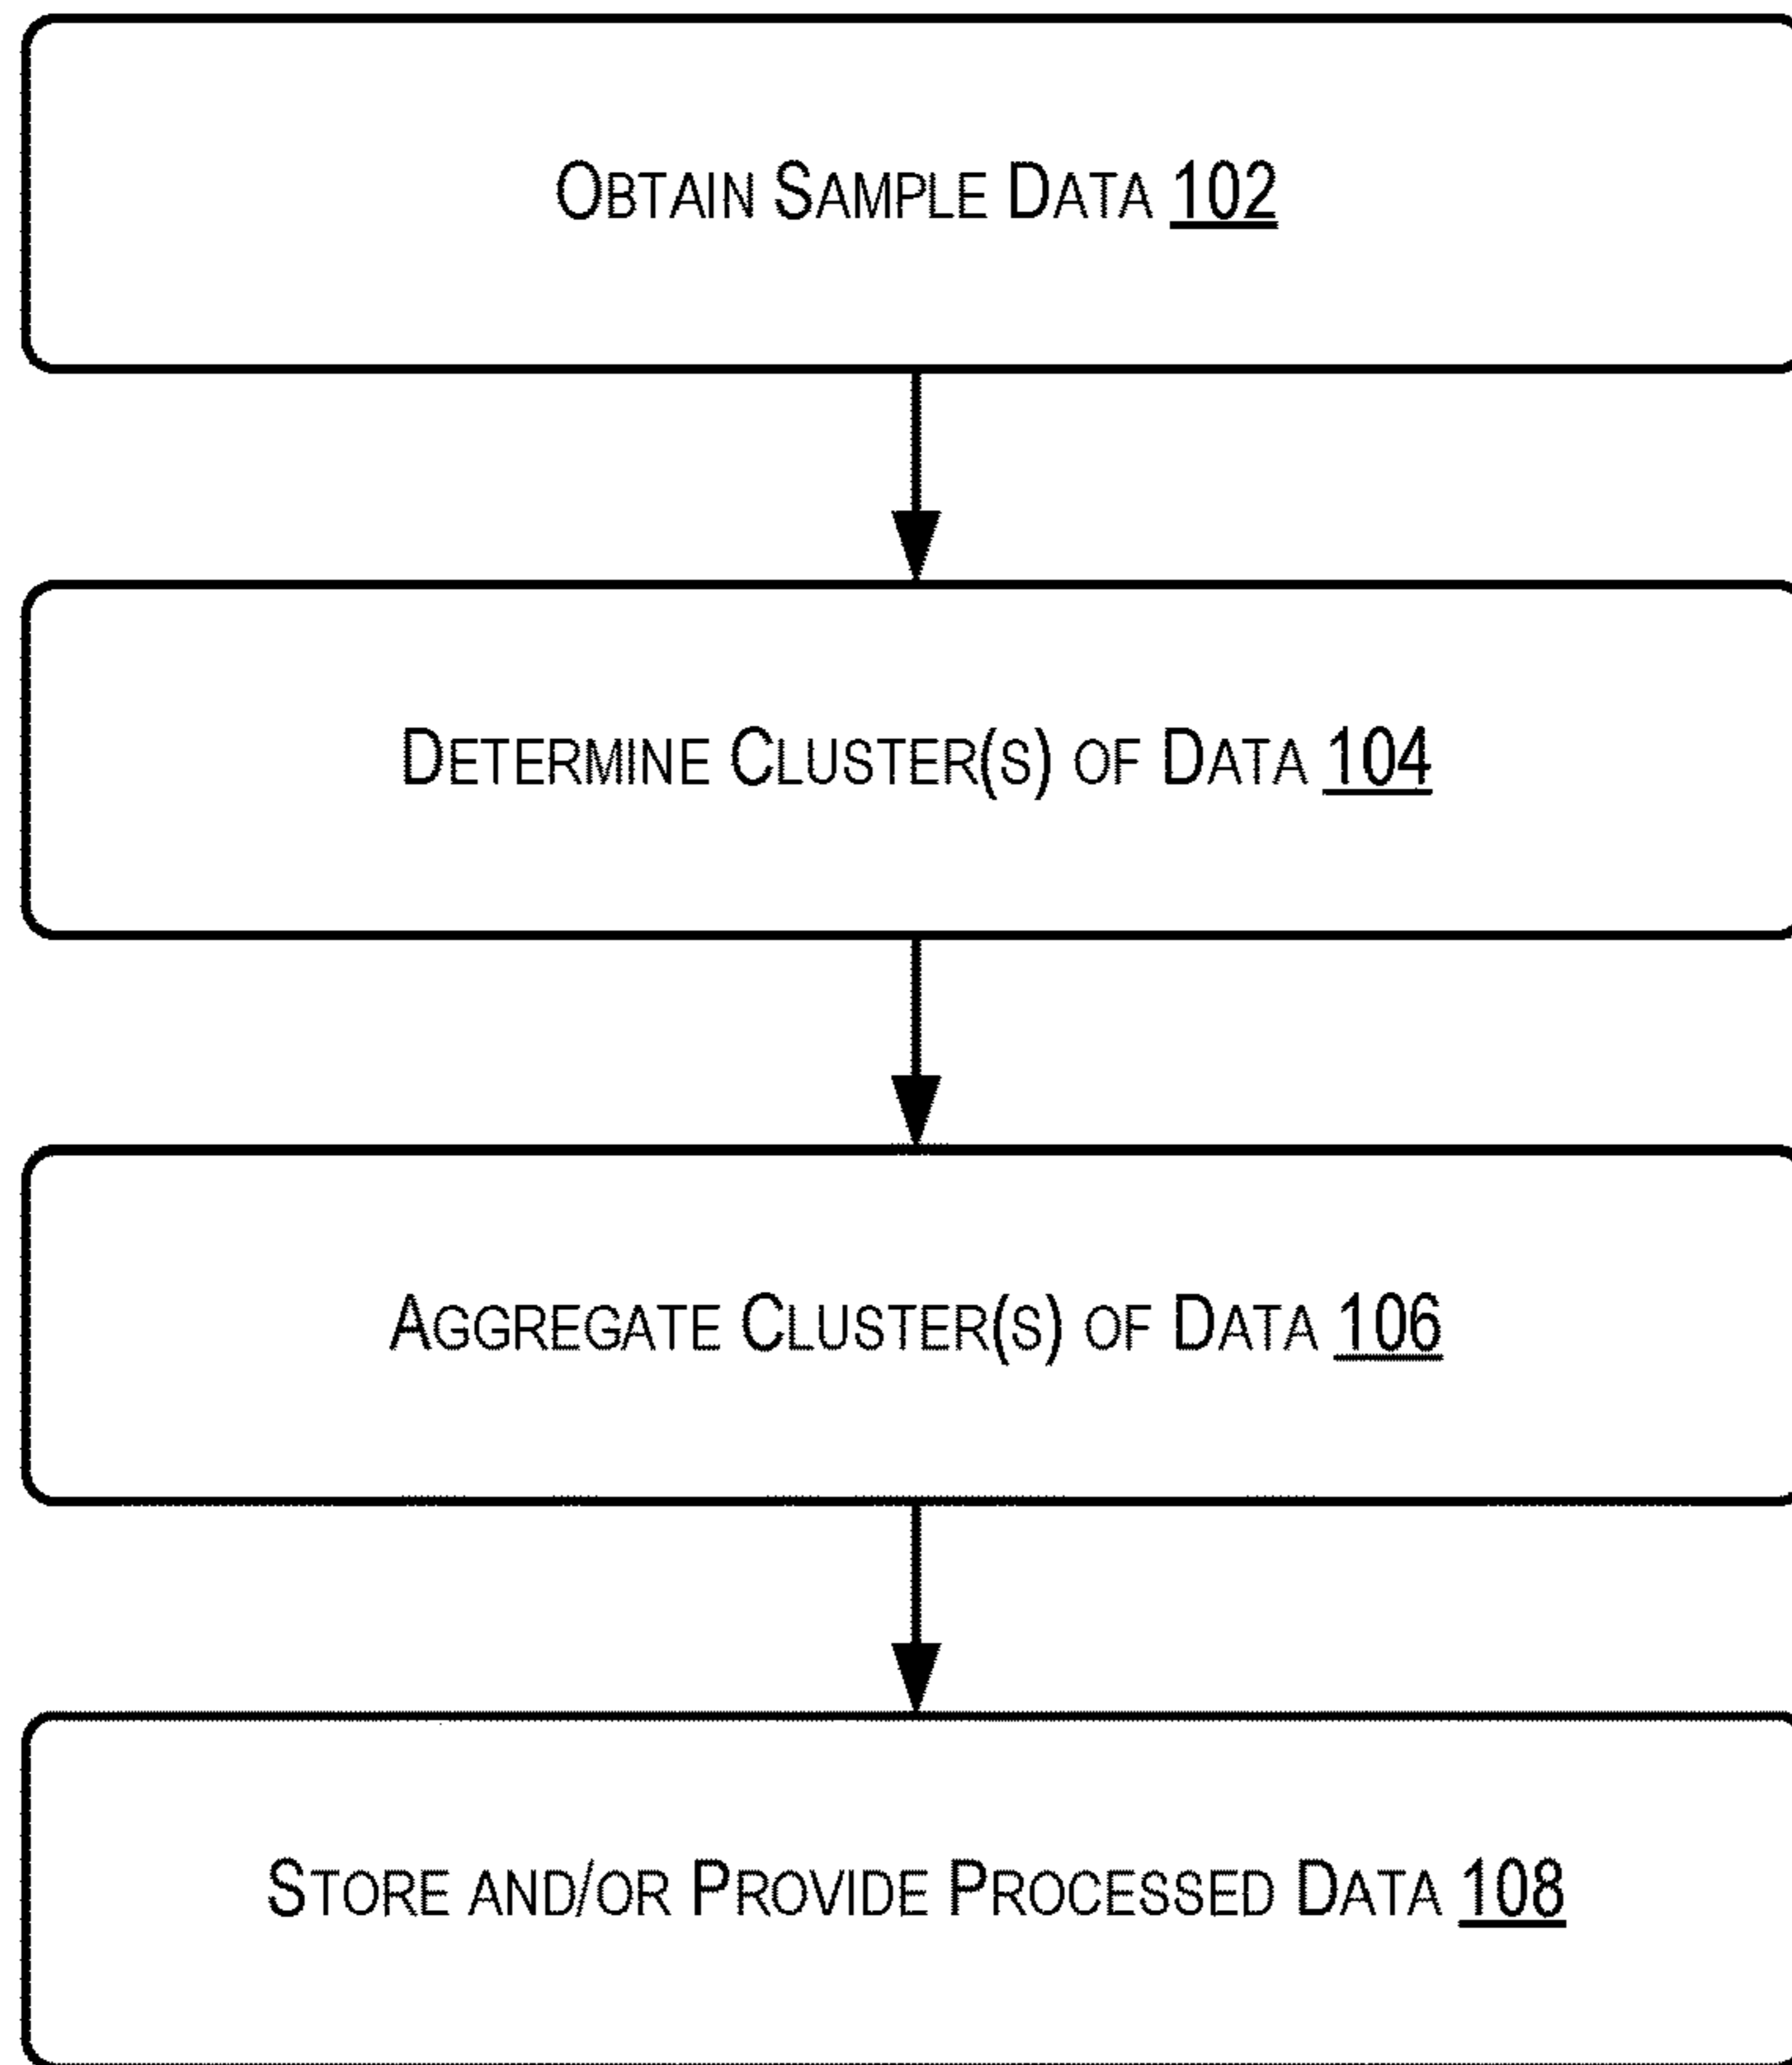 OBTAIN SAMPLE DATA 102
DETERMINE CLUSTER(S) OF DATA 104
AGGREGATE CLUSTER(S) OF DATA 106
STORE AND/OR PROVIDE PROCESSED DATA 108